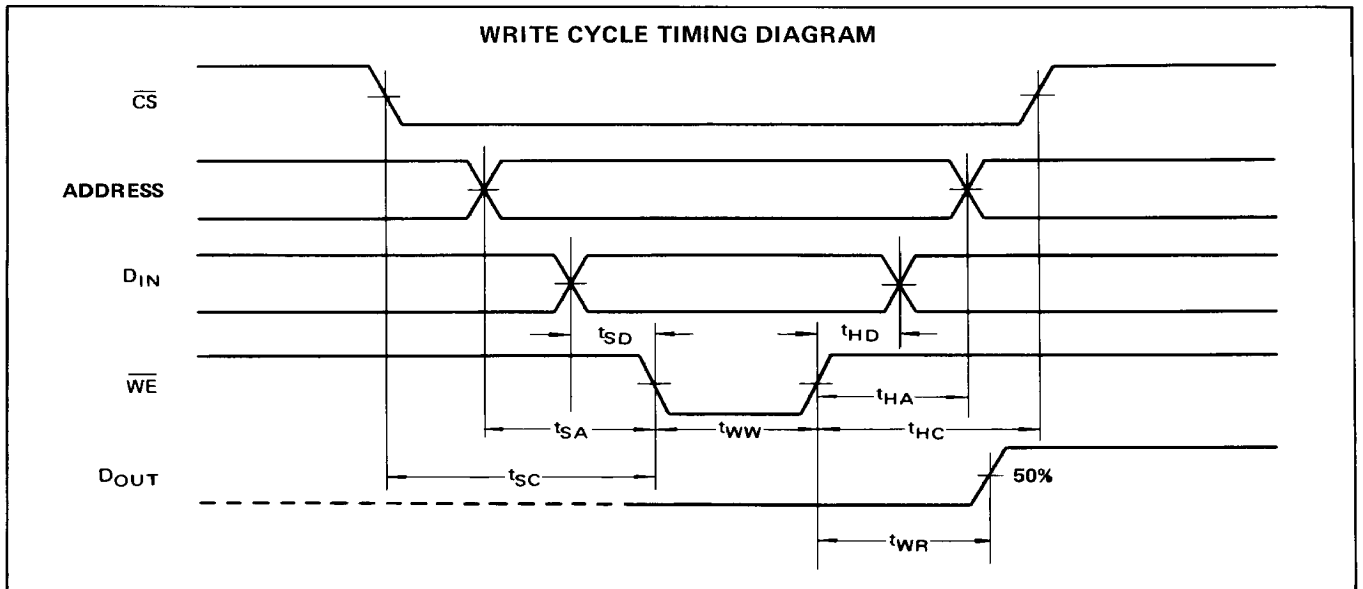 WRITE CYCLE TIMING DIAGRAM
CS
ADDRESS
DIN
tSD
tHD
WE
tHA
tSA
tWW
tHC
DOUT
tSC
50%
tWR